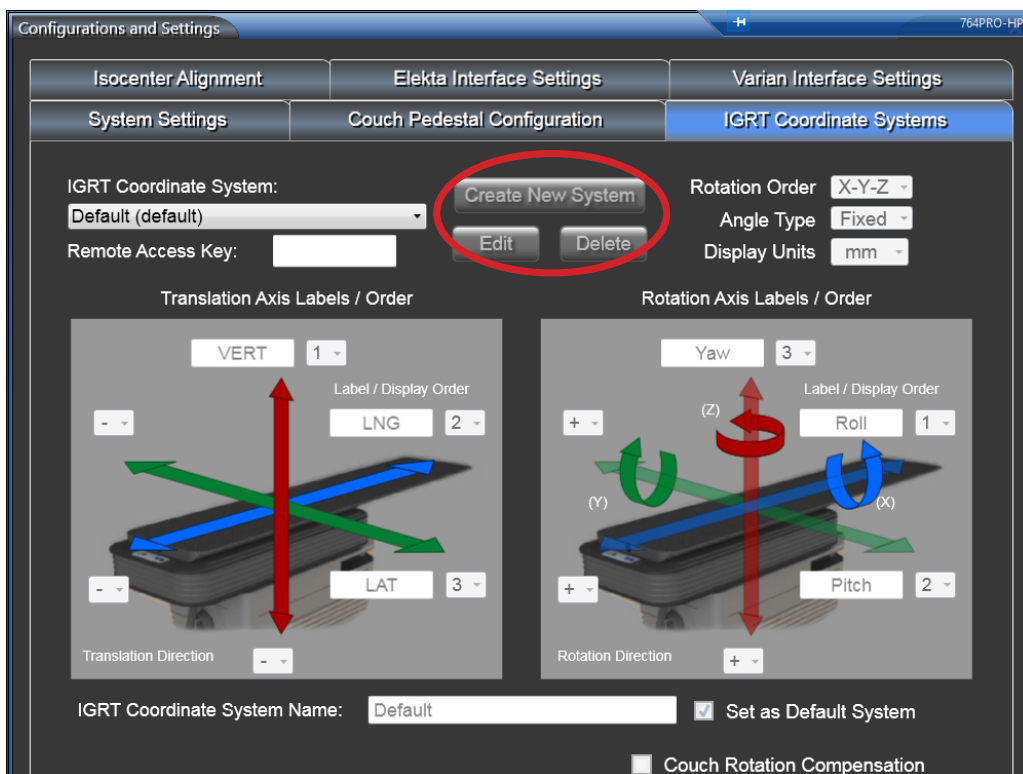 Configurations and Settings
764PRO-HP
Isocenter Alignment
Elekta Interface Settings
Varian Interface Settings
System Settings
Couch Pedestal Configuration
IGRT Coordinate Systems
IGRT Coordinate System:
Default (default)
Remote Access Key:
Create New System
Edit
Delete
Rotation Order X-Y-Z
Angle Type Fixed
Display Units mm
Translation Axis Labels / Order
VERT 1
Label / Display Order
- LNG 2
LAT 3
-
Translation Direction -
Rotation Axis Labels / Order
Yaw 3
Label / Display Order
+ (Z) Roll 1
(Y) (X)
+ Pitch 2
Rotation Direction +
IGRT Coordinate System Name: Default
Set as Default System
Couch Rotation Compensation